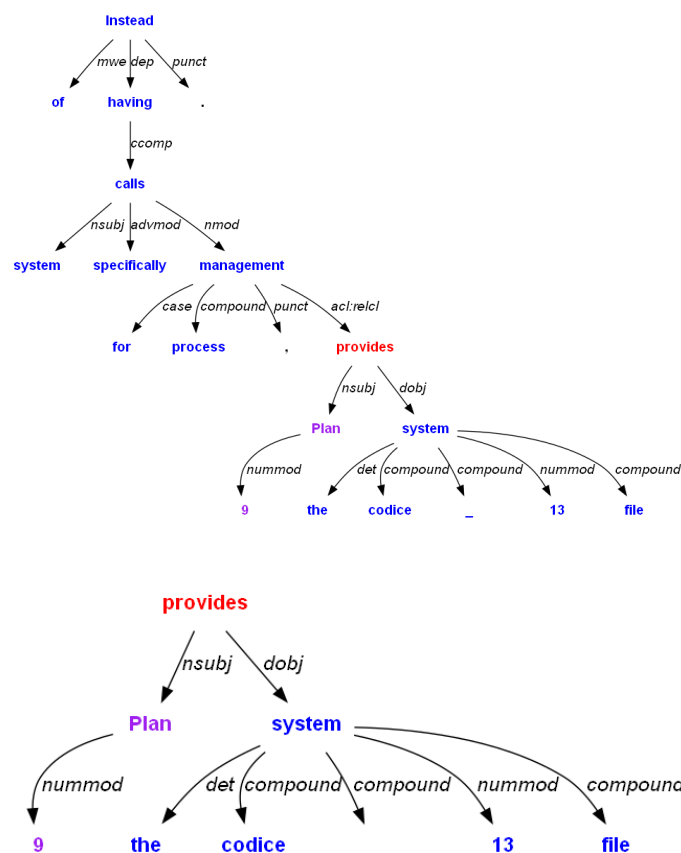 Instead
mwe dep punct
of having .
ccomp
calls
nsubj advmod nmod
system specifically management
case compound punct acl:relcl
for process , provides
nsubj dobj
Plan system
nummod det compound compound nummod compound
9 the codice _ 13 file
provides
nsubj dobj
Plan system
nummod det compound compound nummod compound
9 the codice 13 file